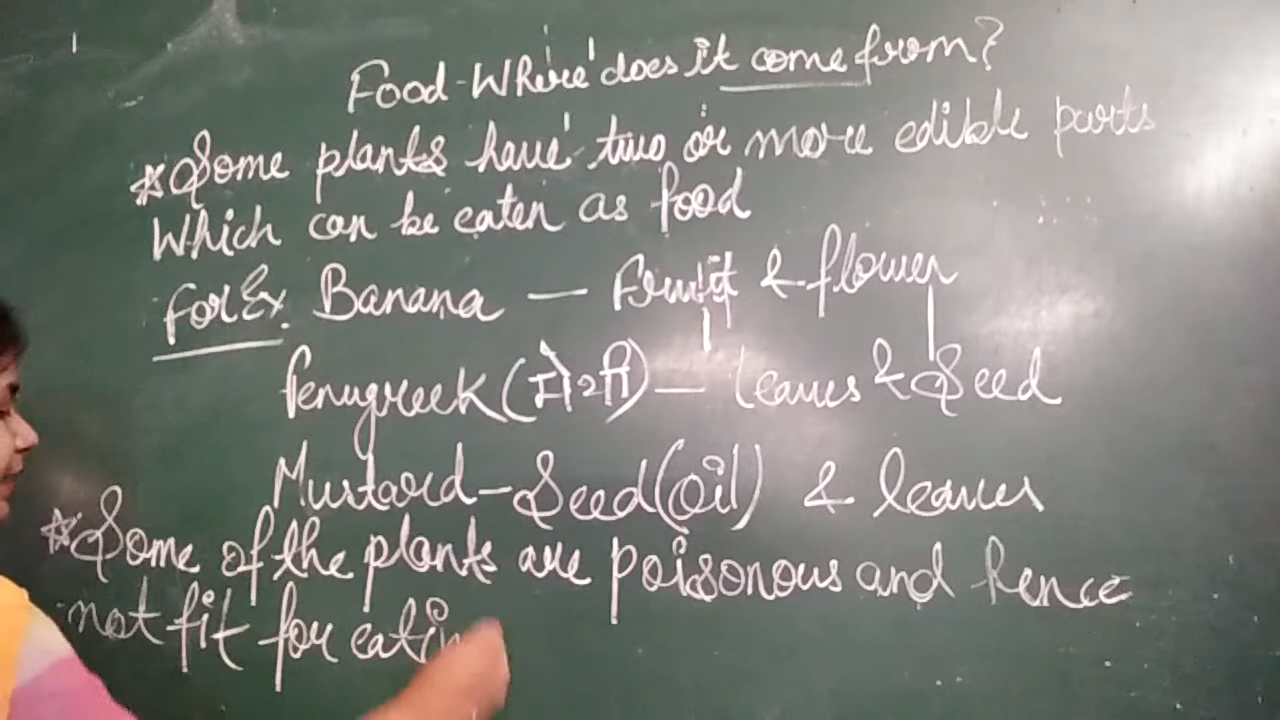 Food-Where does it come from?
*Some plants have two or more edible parts
Which can be eaten as food
For Ex. Banana — Fruit & flower
Fenugreek (मेथी) — Leaves & Seed
Mustard-Seed(oil) & leaves
*Some of the plants are poisonous and hence
not fit for